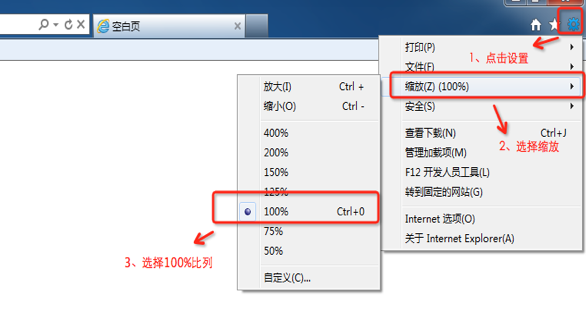 空白页
打印(P)
1、点击设置
文件(F)
缩放(Z) (100%)
安全(S)
查看下载(N) Ctrl+J
2、选择缩放
管理加载项(M)
F12 开发人员工具(L)
转到固定的网站(G)
Internet 选项(O)
关于 Internet Explorer(A)
放大(I) Ctrl +
缩小(O) Ctrl -
400%
200%
150%
125%
100% Ctrl+0
75%
50%
3、选择100%比列
自定义(C)...